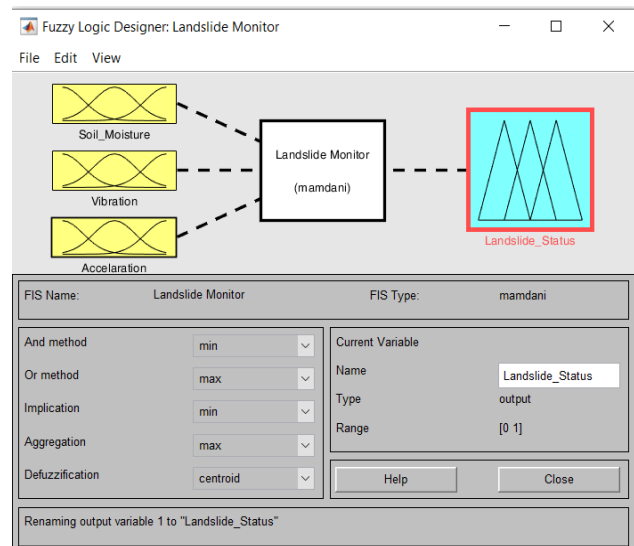 Fuzzy Logic Designer: Landslide Monitor
File Edit View
Soil_Moisture
Vibration
Accelaration
Landslide Monitor
(mamdani)
Landslide_Status
FIS Name: Landslide Monitor FIS Type: mamdani
And method min
Or method max
Implication min
Aggregation max
Defuzzification centroid
Current Variable
Name Landslide_Status
Type output
Range [0 1]
Help Close
Renaming output variable 1 to "Landslide_Status"